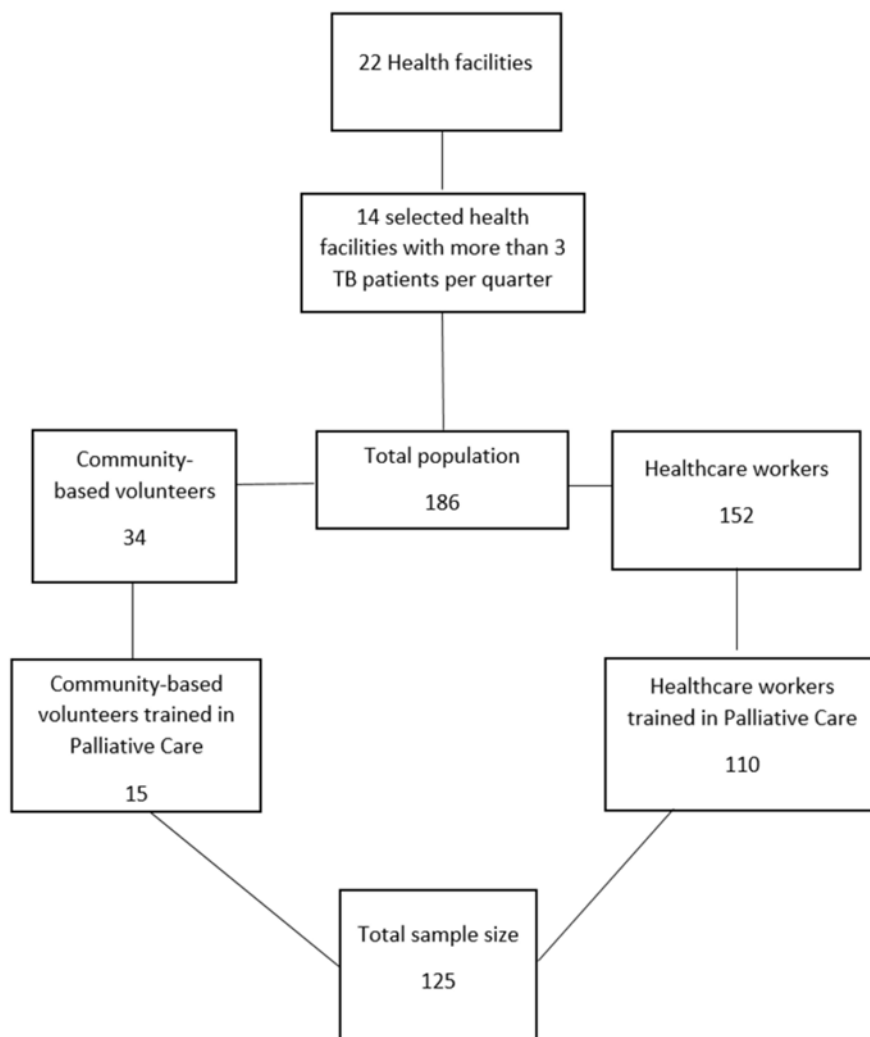 22 Health facilities
14 selected health
facilities with more than 3
TB patients per quarter
Community-
based volunteers
34
Total population
186
Healthcare workers
152
Community-based
volunteers trained in
Palliative Care
15
Healthcare workers
trained in Palliative Care
110
Total sample size
125